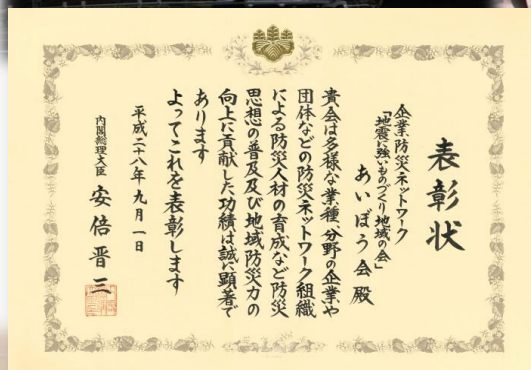 表彰状
企業防災ネットワーク
「地震に強いものづくり地域の会」
あいぼう会殿
貴会は多様な業種、分野の企業や
団体などの防災ネットワーク組織
による防災人材の育成など防災
思想の普及及び地域防災力の
向上に貢献した功績は誠に顕著で
あります
よってこれを表彰します
平成二十八年九月一日
内閣総理大臣 安倍晋三